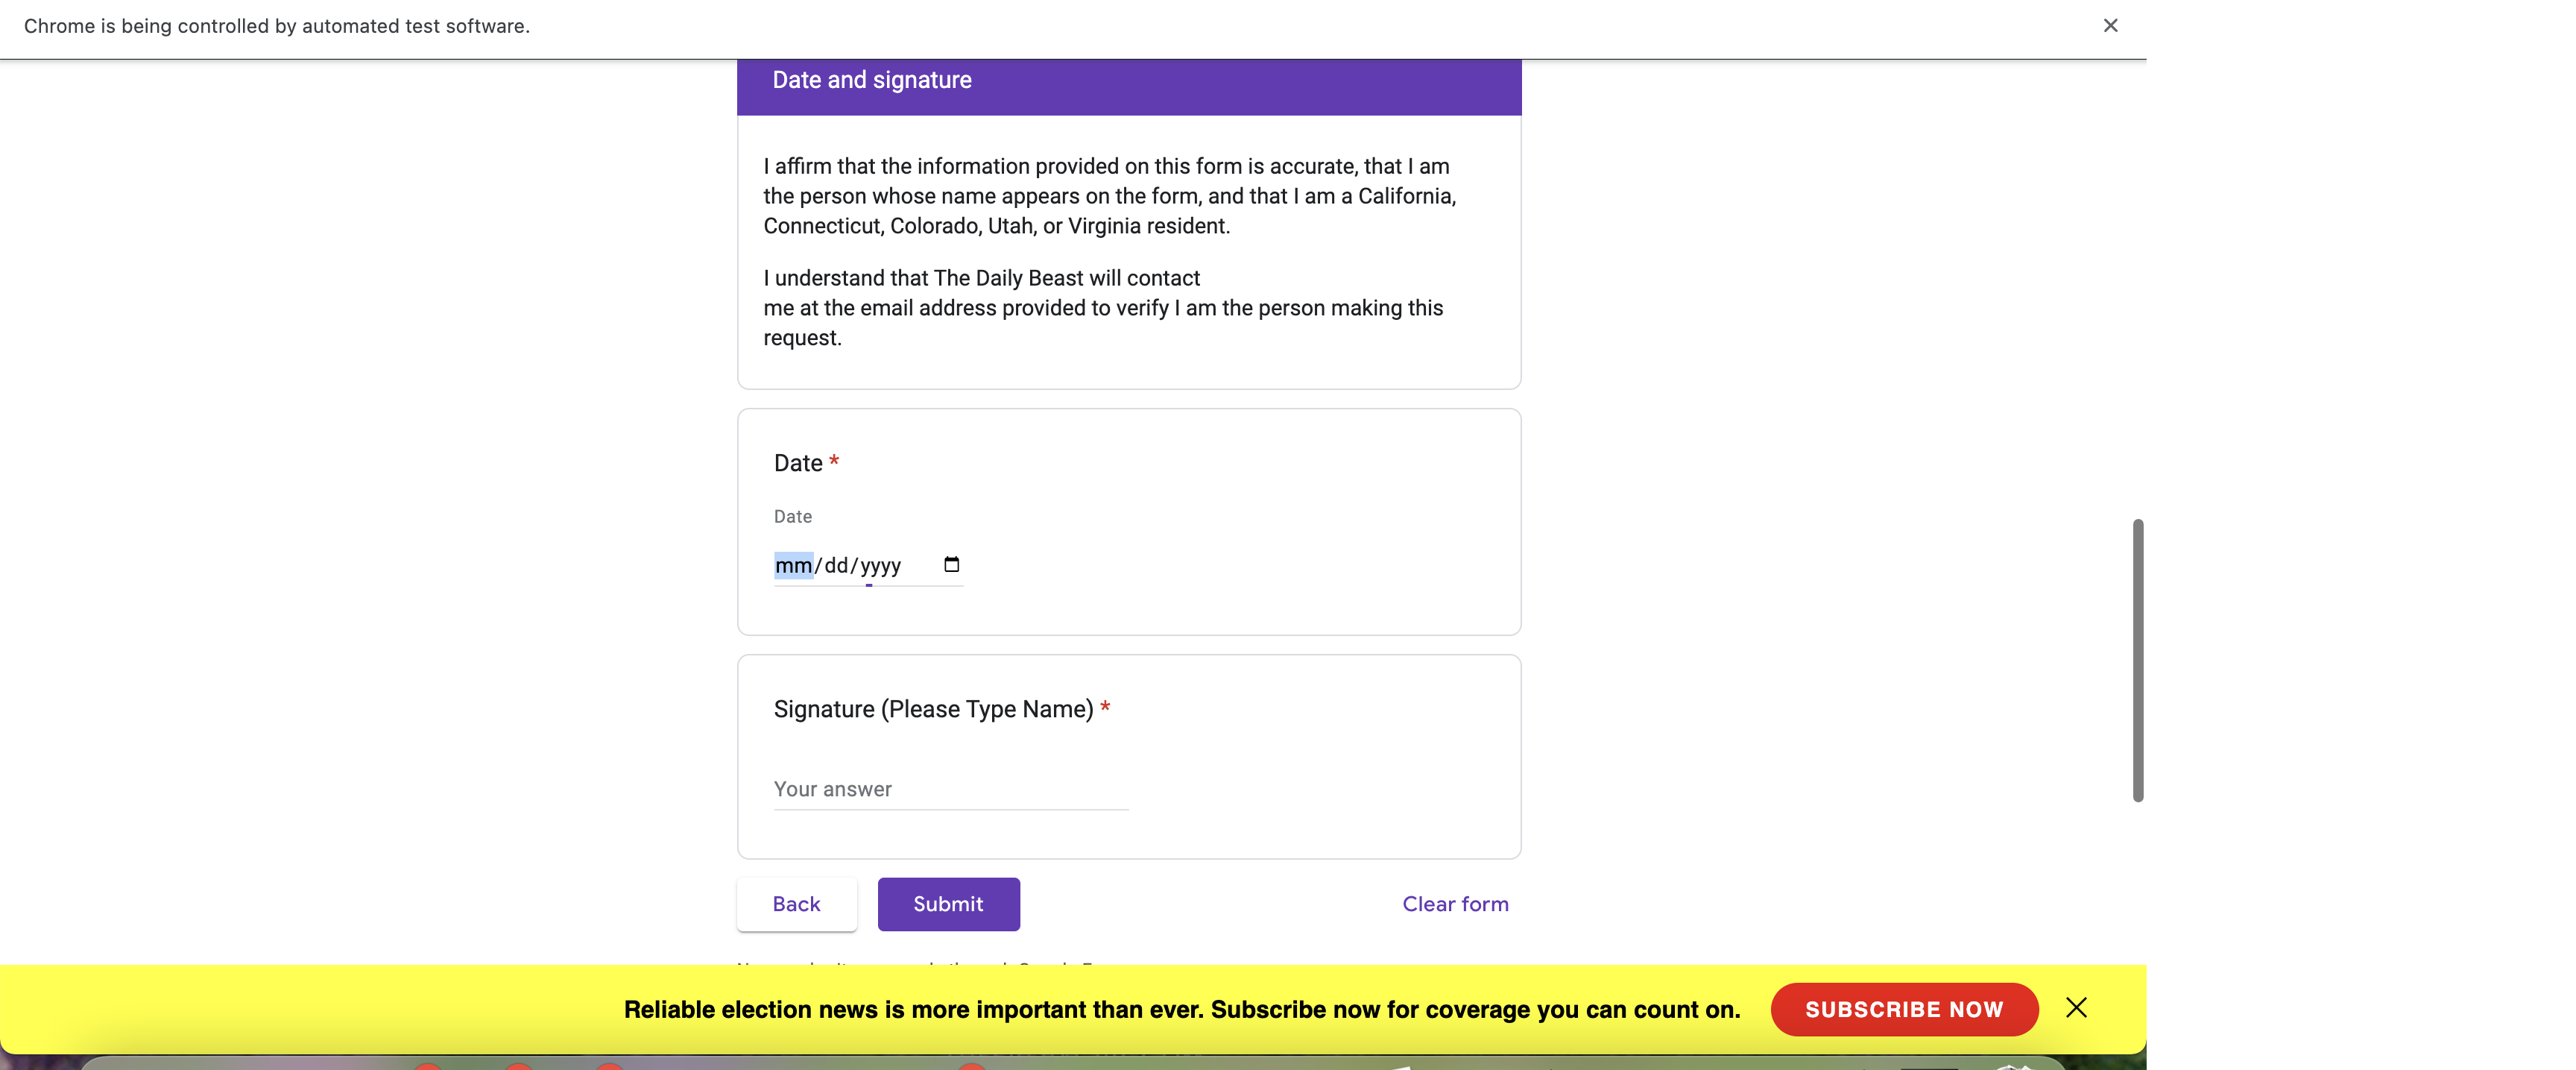 Chrome is being controlled by automated test software.
Date and signature
I affirm that the information provided on this form is accurate, that I am
the person whose name appears on the form, and that I am a California,
Connecticut, Colorado, Utah, or Virginia resident.
I understand that The Daily Beast will contact
me at the email address provided to verify I am the person making this
request.
Date *
Date
mm/dd/yyyy
Signature (Please Type Name) *
Your answer
Back
Submit
Clear form
Reliable election news is more important than ever. Subscribe now for coverage you can count on.
SUBSCRIBE NOW